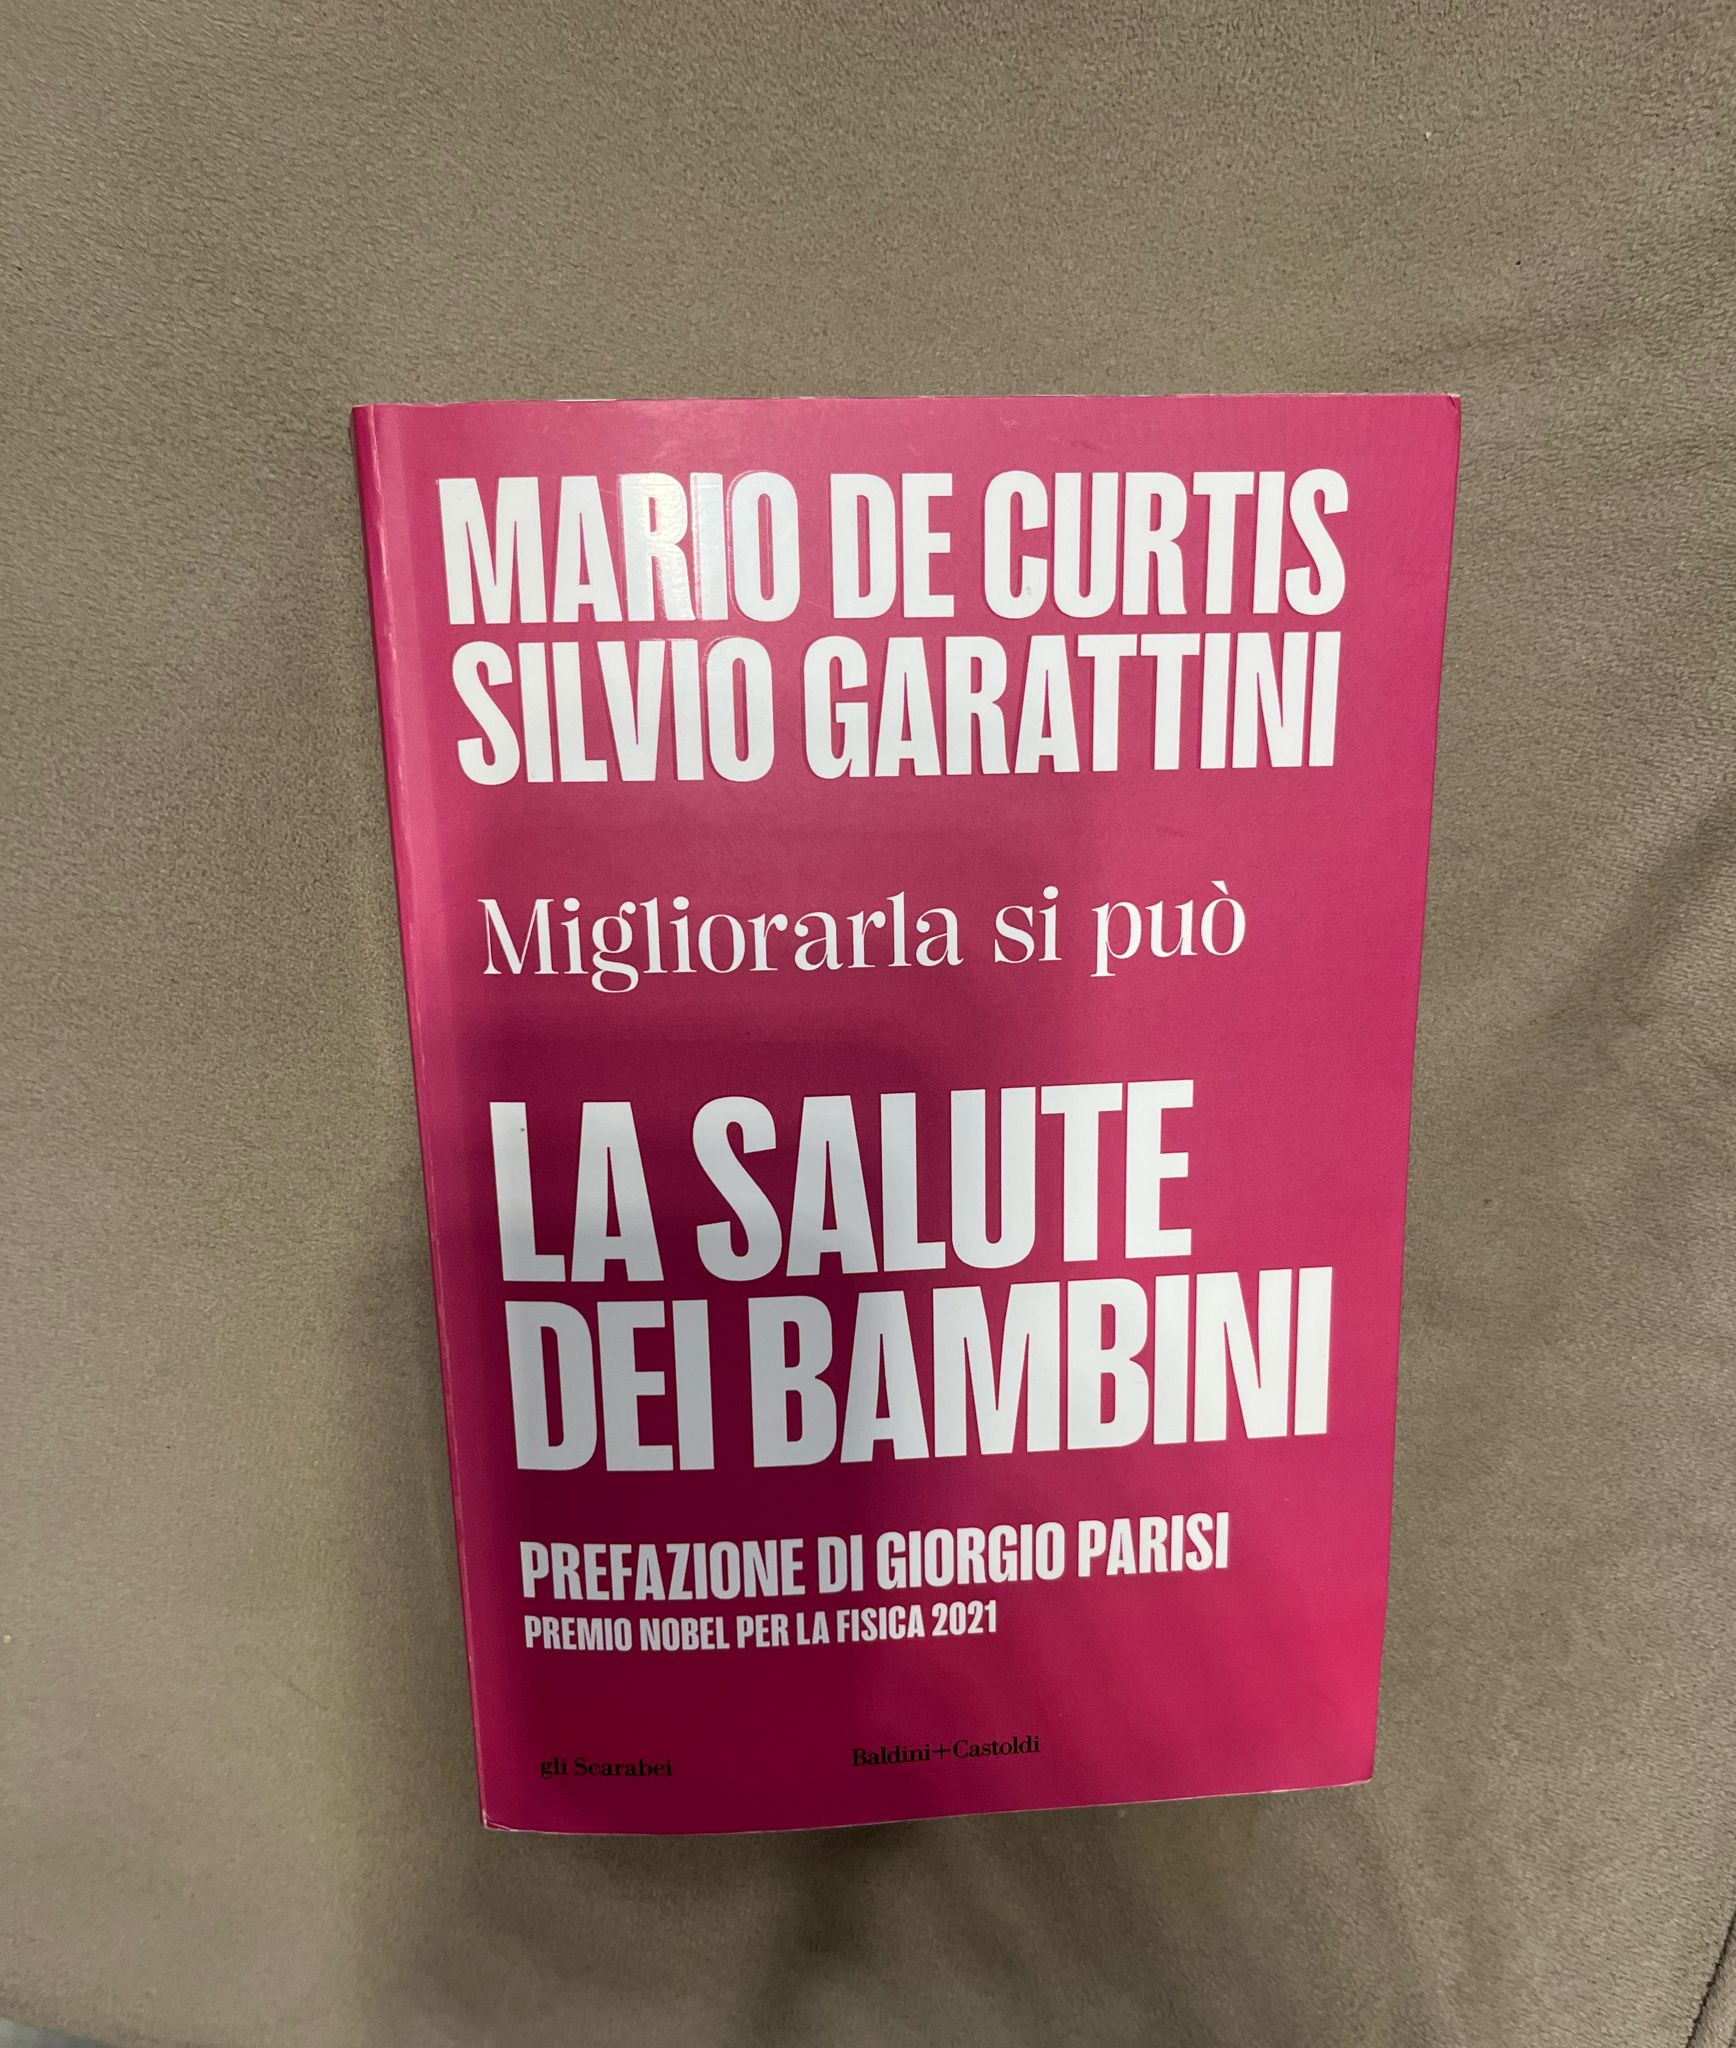 MARIO DE CURTIS
SILVIO GARATTINI
Migliorarla si può
LA SALUTE
DEI BAMBINI
PREFAZIONE DI GIORGIO PARISI
PREMIO NOBEL PER LA FISICA 2021
gli Scarabei
Baldini+Castoldi